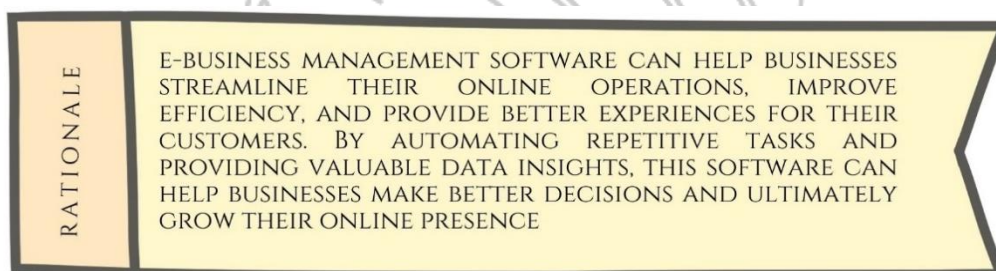 RATIONALE
E-BUSINESS MANAGEMENT SOFTWARE CAN HELP BUSINESSES
STREAMLINE THEIR ONLINE OPERATIONS, IMPROVE
EFFICIENCY, AND PROVIDE BETTER EXPERIENCES FOR THEIR
CUSTOMERS. BY AUTOMATING REPETITIVE TASKS AND
PROVIDING VALUABLE DATA INSIGHTS, THIS SOFTWARE CAN
HELP BUSINESSES MAKE BETTER DECISIONS AND ULTIMATELY
GROW THEIR ONLINE PRESENCE